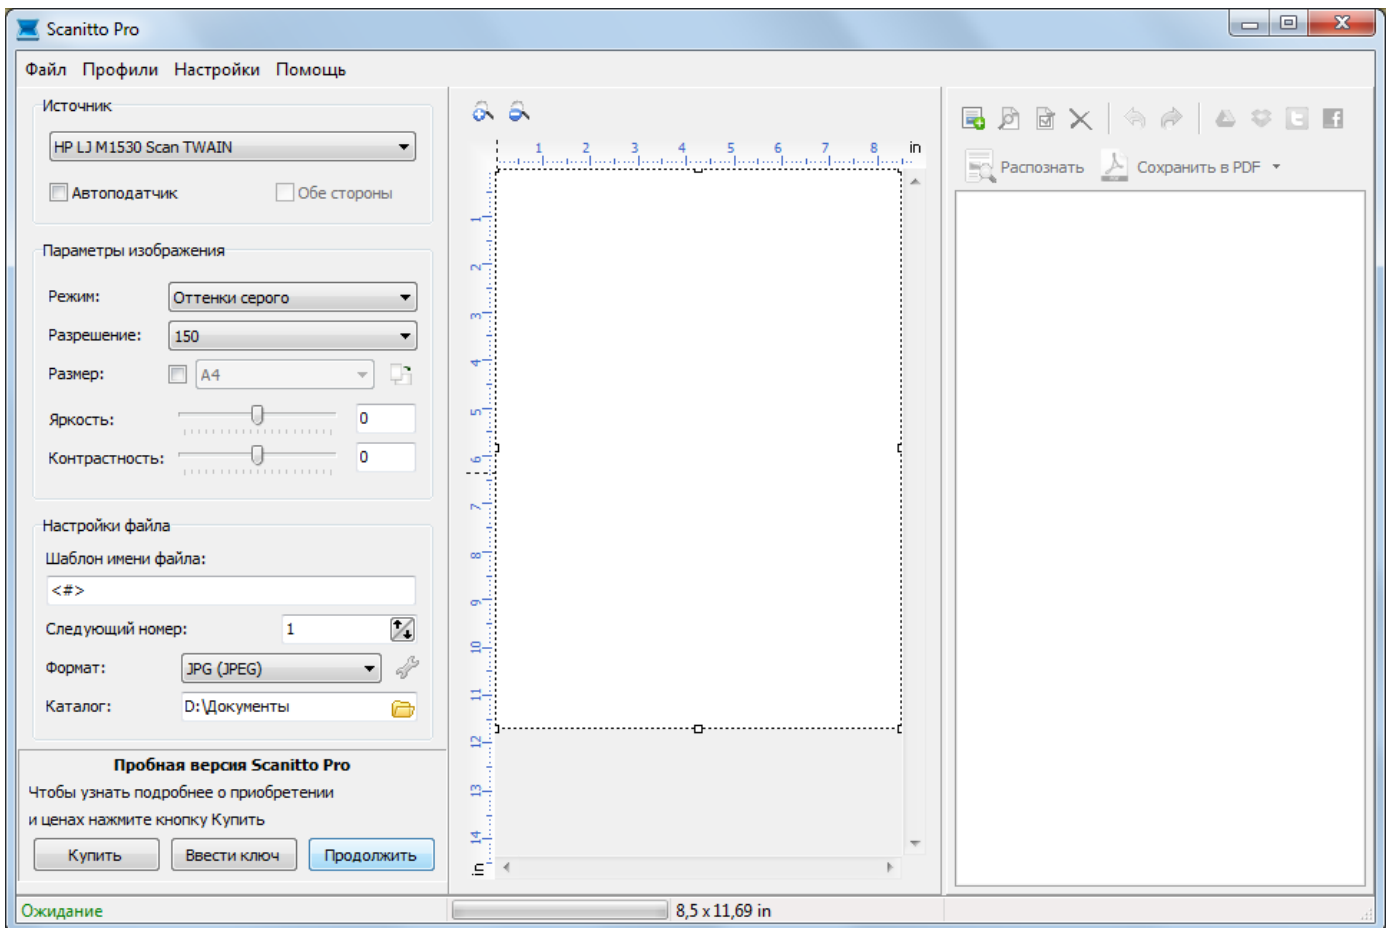 Scanitto Pro
Файл Профили Настройки Помощь
Источник
HP LJ M1530 Scan TWAIN
Автоподатчик Обе стороны
Параметры изображения
Режим: Оттенки серого
Разрешение: 150
Размер: A4
Яркость: 0
Контрастность: 0
Настройки файла
Шаблон имени файла:
<#>
Следующий номер: 1
Формат: JPG (JPEG)
Каталог: D:\Документы
Пробная версия Scanitto Pro
Чтобы узнать подробнее о приобретении
и ценах нажмите кнопку Купить
Купить Ввести ключ Продолжить
1 2 3 4 5 6 7 8 in
1
2
3
4
5
6
7
8
9
10
11
12
13
14
in
Распознать Сохранить в PDF
Ожидание 8,5 x 11,69 in